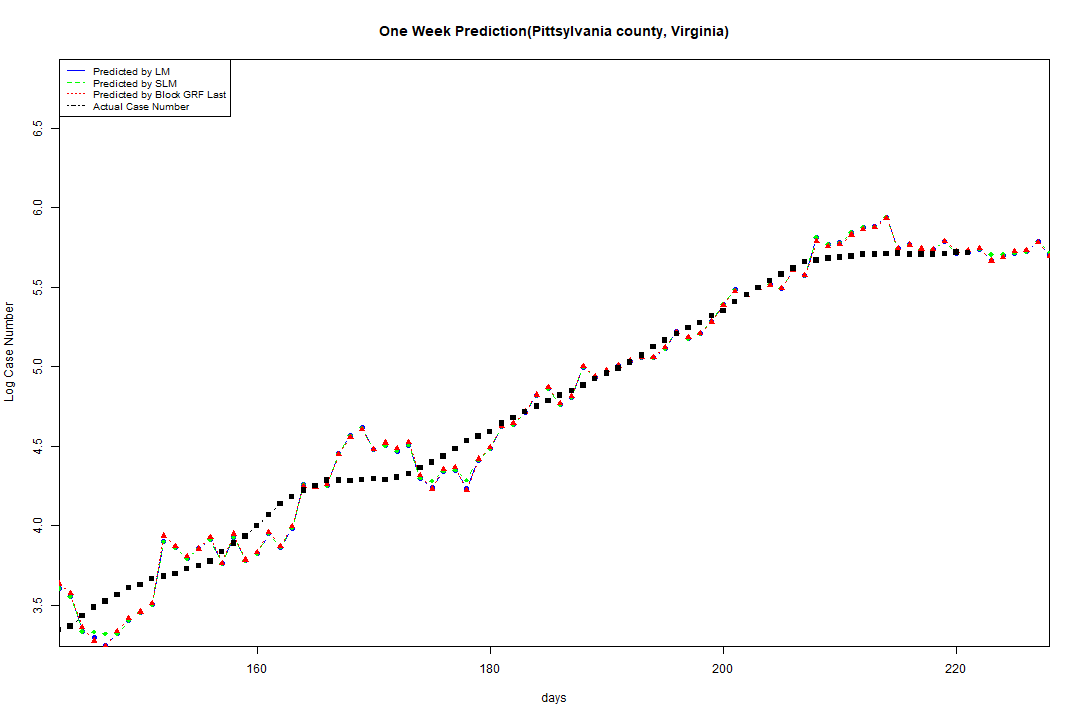 One Week Prediction(Pittsylvania county, Virginia)
Predicted by LM
Predicted by SLM
Predicted by Block GRF Last
Actual Case Number
6.5
6.0
5.5
5.0
4.5
4.0
3.5
Log Case Number
160 180 200 220
days